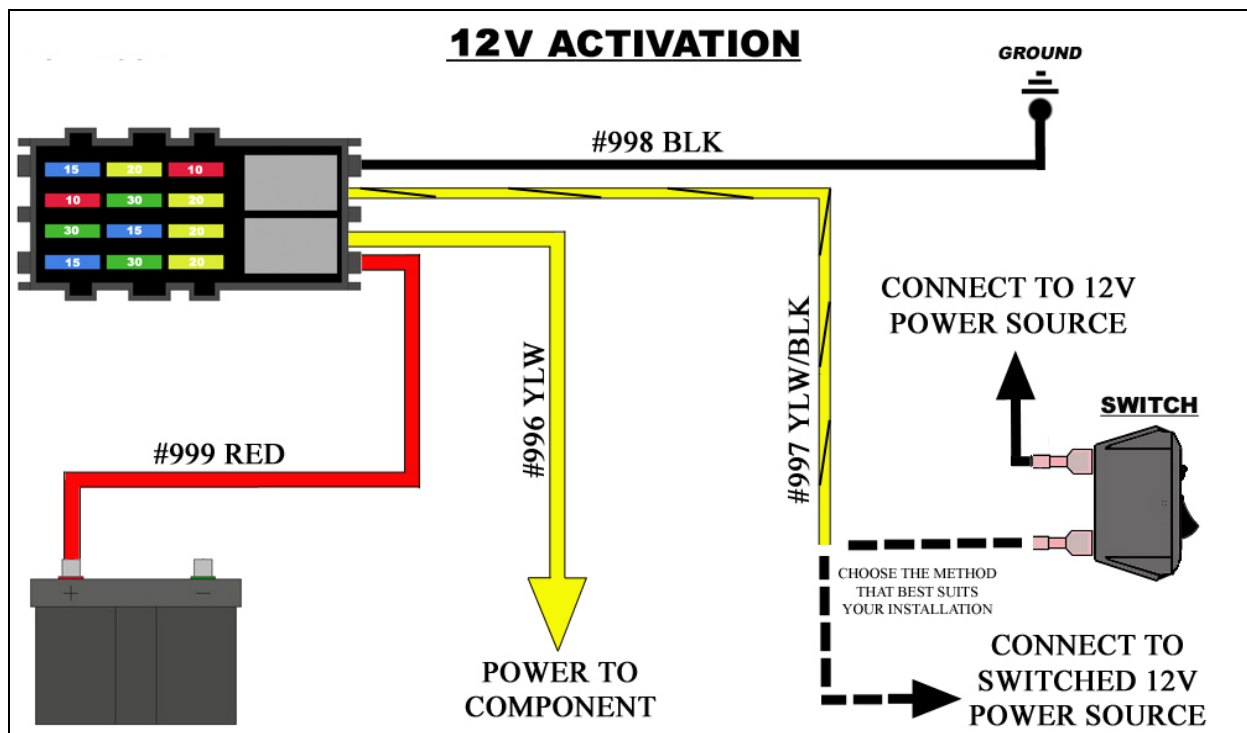 12V ACTIVATION
GROUND
#998 BLK
15 20 10
10 30 20
30 15 20
15 30 20
CONNECT TO 12V
POWER SOURCE
SWITCH
#996 YLW
#997 YLW/BLK
#999 RED
+ −
CHOOSE THE METHOD
THAT BEST SUITS
YOUR INSTALLATION
POWER TO
COMPONENT
CONNECT TO
SWITCHED 12V
POWER SOURCE